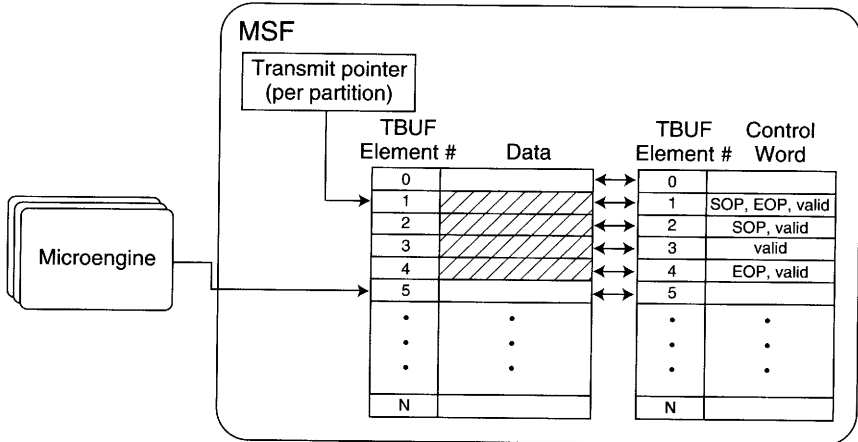 MSF
Transmit pointer
(per partition)
TBUF
Element #
Data
TBUF
Element #
Control
Word
0
0
1
1
SOP, EOP, valid
2
2
SOP, valid
3
3
valid
4
4
EOP, valid
5
5
N
N
Microengine